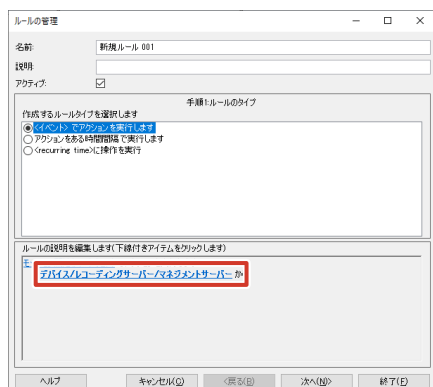 ルールの管理
名前: 新規ルール 001
説明:
アクティブ:
手順1:ルールのタイプ
作成するルールタイプを選択します
<イベント> でアクションを実行します
アクションをある時間間隔で実行します
<recurring time>に操作を実行
ルールの説明を編集します(下線付きアイテムをクリックします)
デバイス/レコーディングサーバー/マネジメントサーバー か
ヘルプ キャンセル(C) <戻る(B) 次へ(N)> 終了(F)